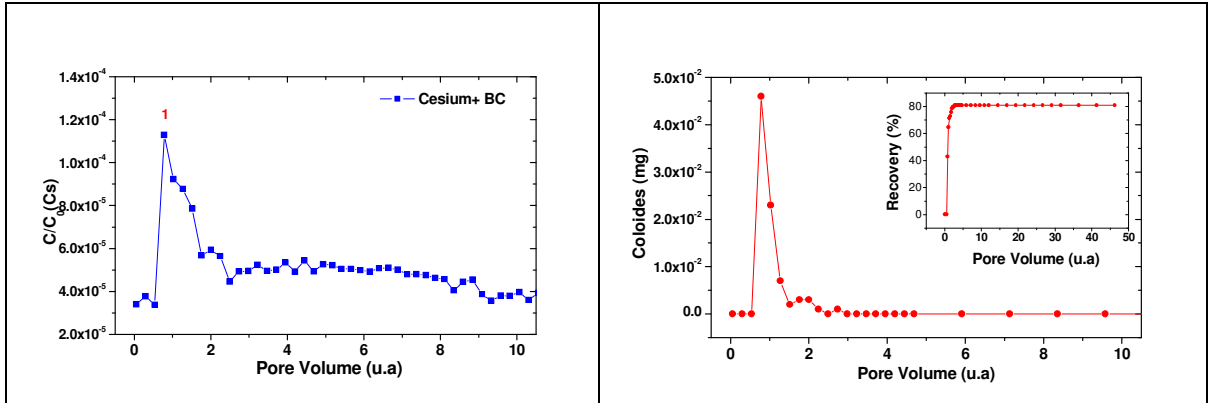 1.4x10-4
1.2x10-4
1.0x10-4
8.0x10-5
6.0x10-5
4.0x10-5
2.0x10-5
C/C0(Cs)
1
Cesium+ BC
0 2 4 6 8 10
Pore Volume (u.a)
5.0x10-2
4.0x10-2
3.0x10-2
2.0x10-2
1.0x10-2
0.0
Coloides (mg)
0 2 4 6 8 10
Pore Volume (u.a)
80
60
40
20
0
Recovery (%)
0 10 20 30 40 50
Pore Volume (u.a)